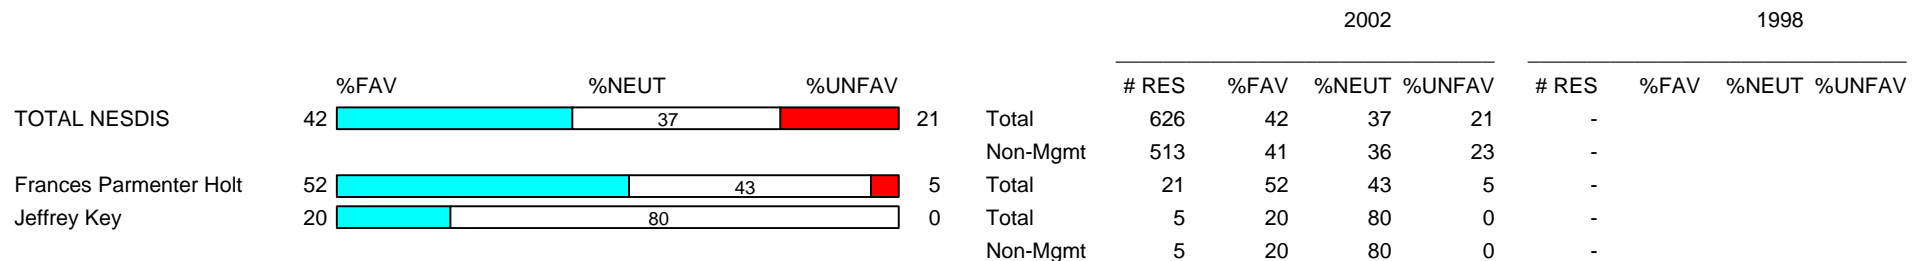 2002 1998
%FAV %NEUT %UNFAV # RES %FAV %NEUT %UNFAV # RES %FAV %NEUT %UNFAV
TOTAL NESDIS 42 37 21 Total 626 42 37 21 -
Non-Mgmt 513 41 36 23 -
Frances Parmenter Holt 52 43 5 Total 21 52 43 5 -
Jeffrey Key 20 80 0 Total 5 20 80 0 -
Non-Mgmt 5 20 80 0 -